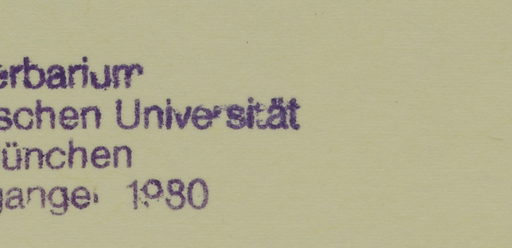 erbarium
schen Universität
ünchen
gange 1980